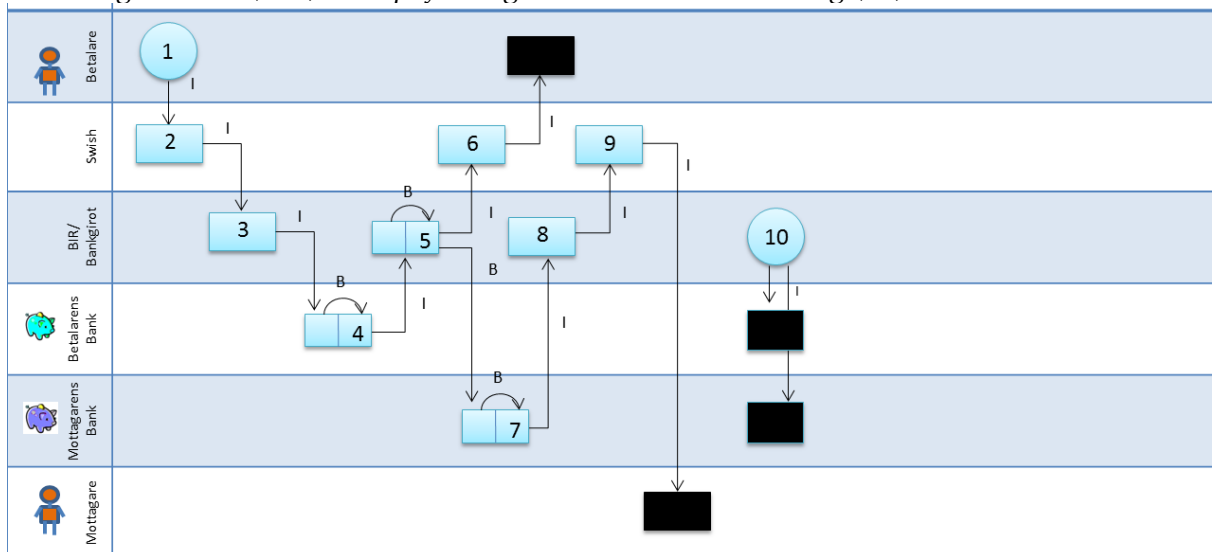 Betalare
1
I
Swish
2
I
6
I
9
I
BIR/
Bankgirot
3
I
B
5
I
B
8
I
10
I
Betalarens
Bank
B
4
I
Mottagarens
Bank
B
7
I
Mottagare